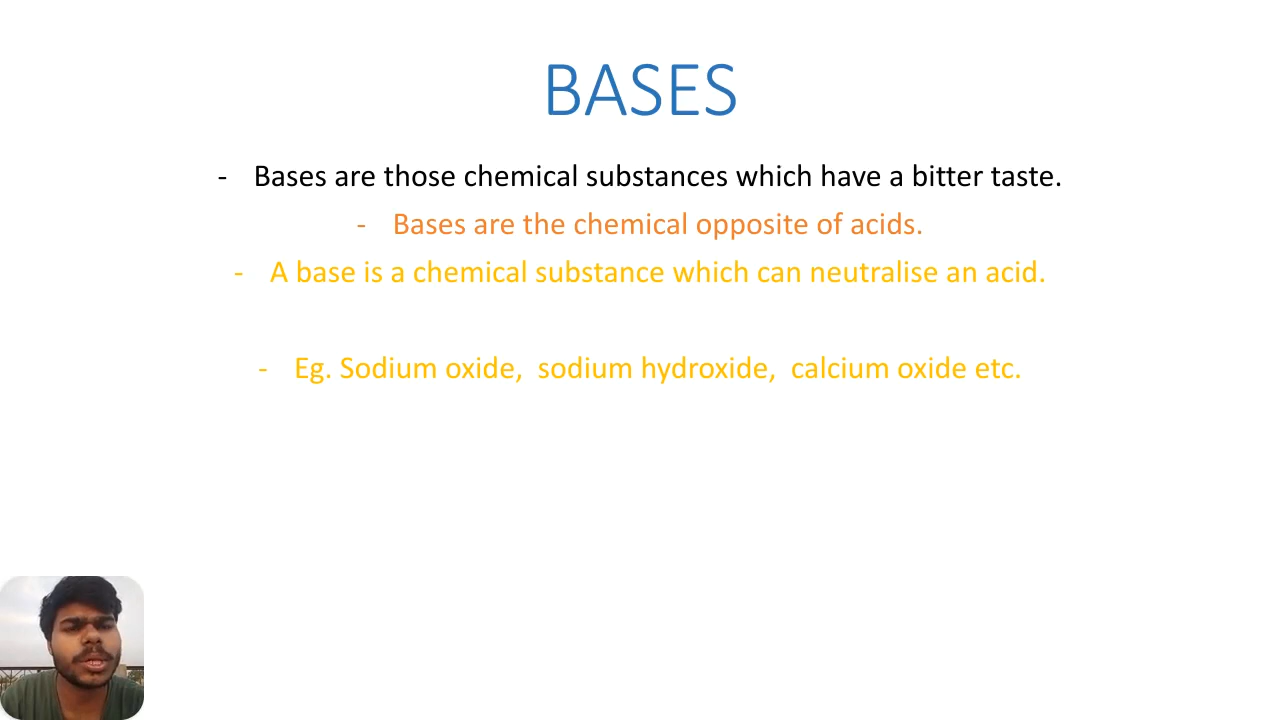 BASES
- Bases are those chemical substances which have a bitter taste.
- Bases are the chemical opposite of acids.
- A base is a chemical substance which can neutralise an acid.
- Eg. Sodium oxide, sodium hydroxide, calcium oxide etc.